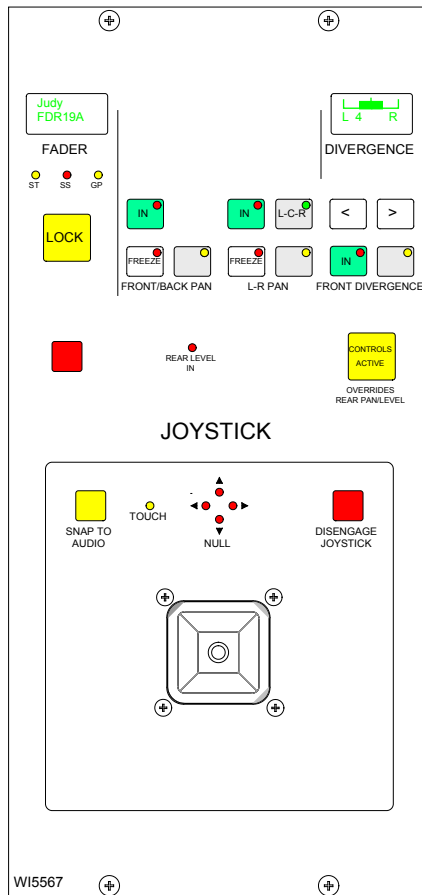 Judy
FDR19A
L 4 R
FADER
DIVERGENCE
ST SS GP
LOCK
IN
IN
L-C-R
< >
FREEZE
FREEZE
IN
FRONT/BACK PAN
L-R PAN
FRONT DIVERGENCE
REAR LEVEL
IN
CONTROLS
ACTIVE
OVERRIDES
REAR PAN/LEVEL
JOYSTICK
SNAP TO
AUDIO
TOUCH
NULL
DISENGAGE
JOYSTICK
WI5567